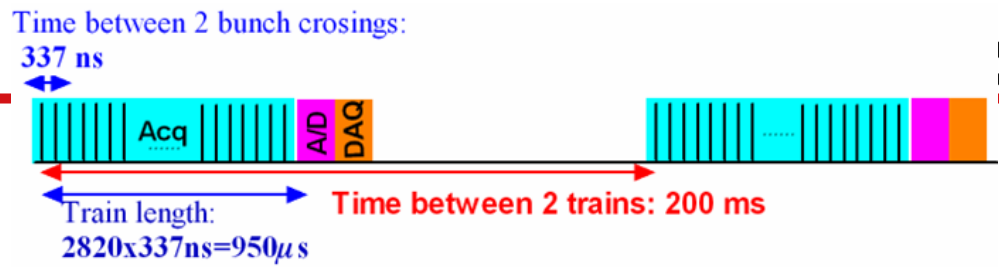 Time between 2 bunch crosings:
337 ns
Acq
......
A/D
DAQ
......
Time between 2 trains: 200 ms
Train length:
2820x337ns=950μs